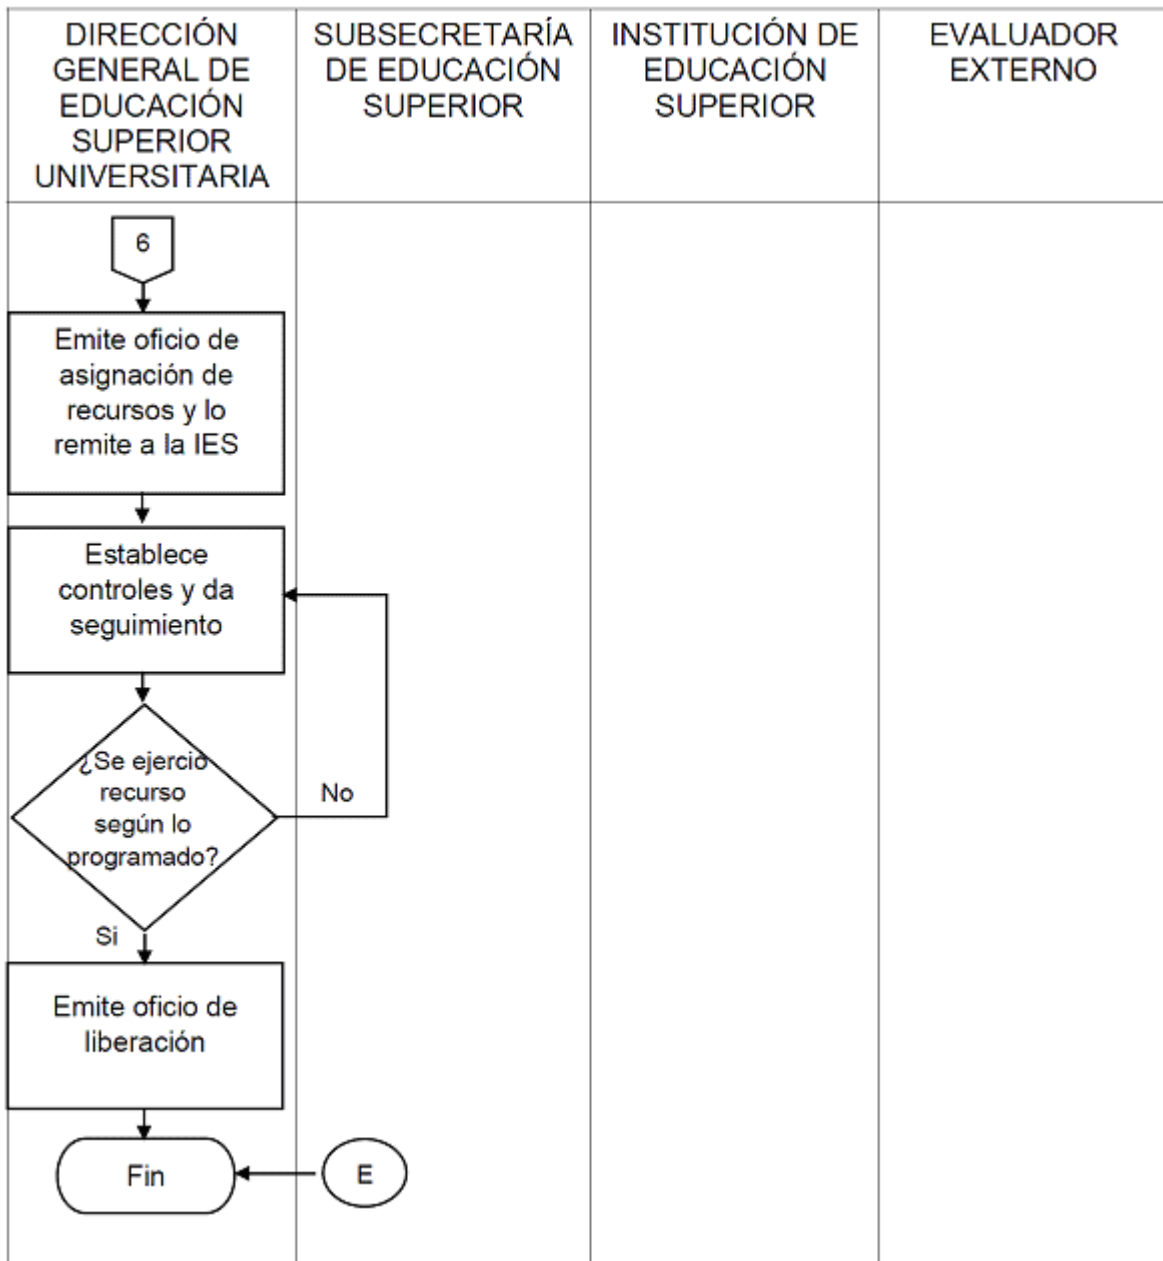 DIRECCIÓN
GENERAL DE
EDUCACIÓN
SUPERIOR
UNIVERSITARIA
SUBSECRETARÍA
DE EDUCACIÓN
SUPERIOR
INSTITUCIÓN DE
EDUCACIÓN
SUPERIOR
EVALUADOR
EXTERNO
6
Emite oficio de
asignación de
recursos y lo
remite a la IES
Establece
controles y da
seguimiento
¿Se ejercio
recurso
según lo
programado?
No
Si
Emite oficio de
liberación
Fin
E